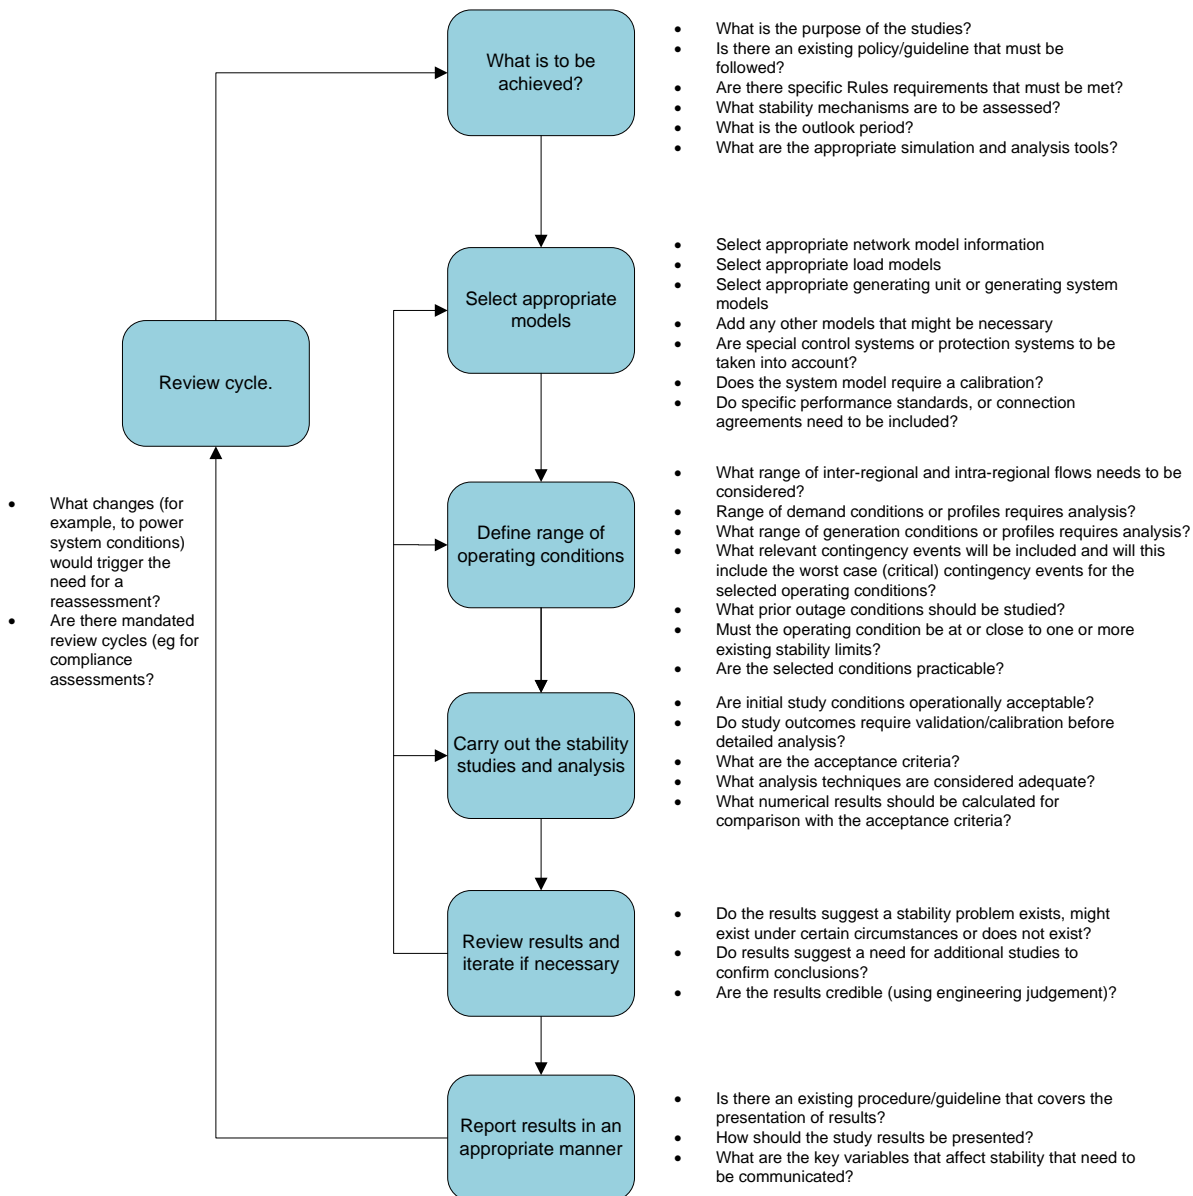 What is to be
achieved?
• What is the purpose of the studies?
• Is there an existing policy/guideline that must be
followed?
• Are there specific Rules requirements that must be met?
• What stability mechanisms are to be assessed?
• What is the outlook period?
• What are the appropriate simulation and analysis tools?
Select appropriate
models
• Select appropriate network model information
• Select appropriate load models
• Select appropriate generating unit or generating system
models
• Add any other models that might be necessary
• Are special control systems or protection systems to be
taken into account?
• Does the system model require a calibration?
• Do specific performance standards, or connection
agreements need to be included?
Review cycle.
• What changes (for
example, to power
system conditions)
would trigger the
need for a
reassessment?
• Are there mandated
review cycles (eg for
compliance
assessments?
Define range of
operating conditions
• What range of inter-regional and intra-regional flows needs to be
considered?
• Range of demand conditions or profiles requires analysis?
• What range of generation conditions or profiles requires analysis?
• What relevant contingency events will be included and will this
include the worst case (critical) contingency events for the
selected operating conditions?
• What prior outage conditions should be studied?
• Must the operating condition be at or close to one or more
existing stability limits?
• Are the selected conditions practicable?
Carry out the stability
studies and analysis
• Are initial study conditions operationally acceptable?
• Do study outcomes require validation/calibration before
detailed analysis?
• What are the acceptance criteria?
• What analysis techniques are considered adequate?
• What numerical results should be calculated for
comparison with the acceptance criteria?
Review results and
iterate if necessary
• Do the results suggest a stability problem exists, might
exist under certain circumstances or does not exist?
• Do results suggest a need for additional studies to
confirm conclusions?
• Are the results credible (using engineering judgement)?
Report results in an
appropriate manner
• Is there an existing procedure/guideline that covers the
presentation of results?
• How should the study results be presented?
• What are the key variables that affect stability that need to
be communicated?